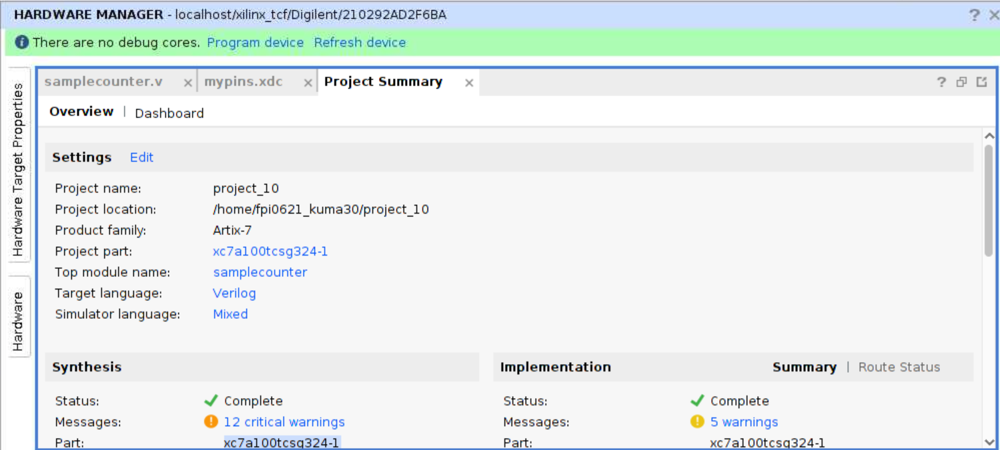 HARDWARE MANAGER - localhost/xilinx_tcf/Digilent/210292AD2F6BA
There are no debug cores. Program device Refresh device
Hardware Target Properties
Hardware
samplecounter.v mypins.xdc Project Summary
Overview | Dashboard
Settings Edit
Project name: project_10
Project location: /home/fpi0621_kuma30/project_10
Product family: Artix-7
Project part: xc7a100tcsg324-1
Top module name: samplecounter
Target language: Verilog
Simulator language: Mixed
Synthesis
Status: Complete
Messages: 12 critical warnings
Part: xc7a100tcsg324-1
Implementation Summary | Route Status
Status: Complete
Messages: 5 warnings
Part: xc7a100tcsg324-1